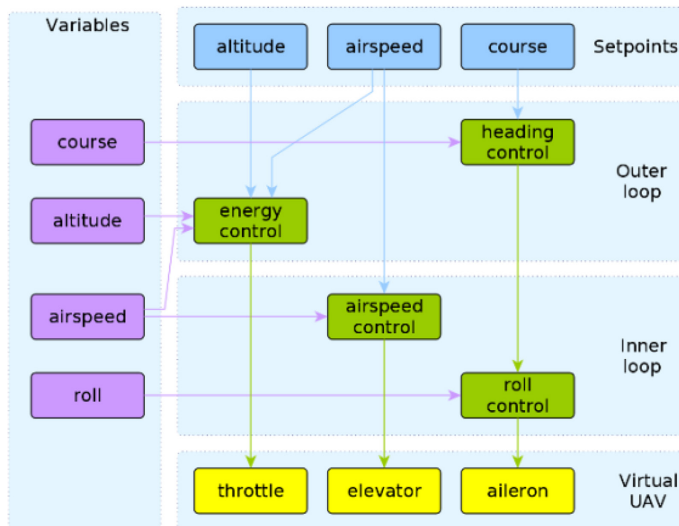 Variables
altitude
airspeed
course
Setpoints
course
heading
control
Outer
loop
altitude
energy
control
airspeed
airspeed
control
Inner
loop
roll
roll
control
throttle
elevator
aileron
Virtual
UAV